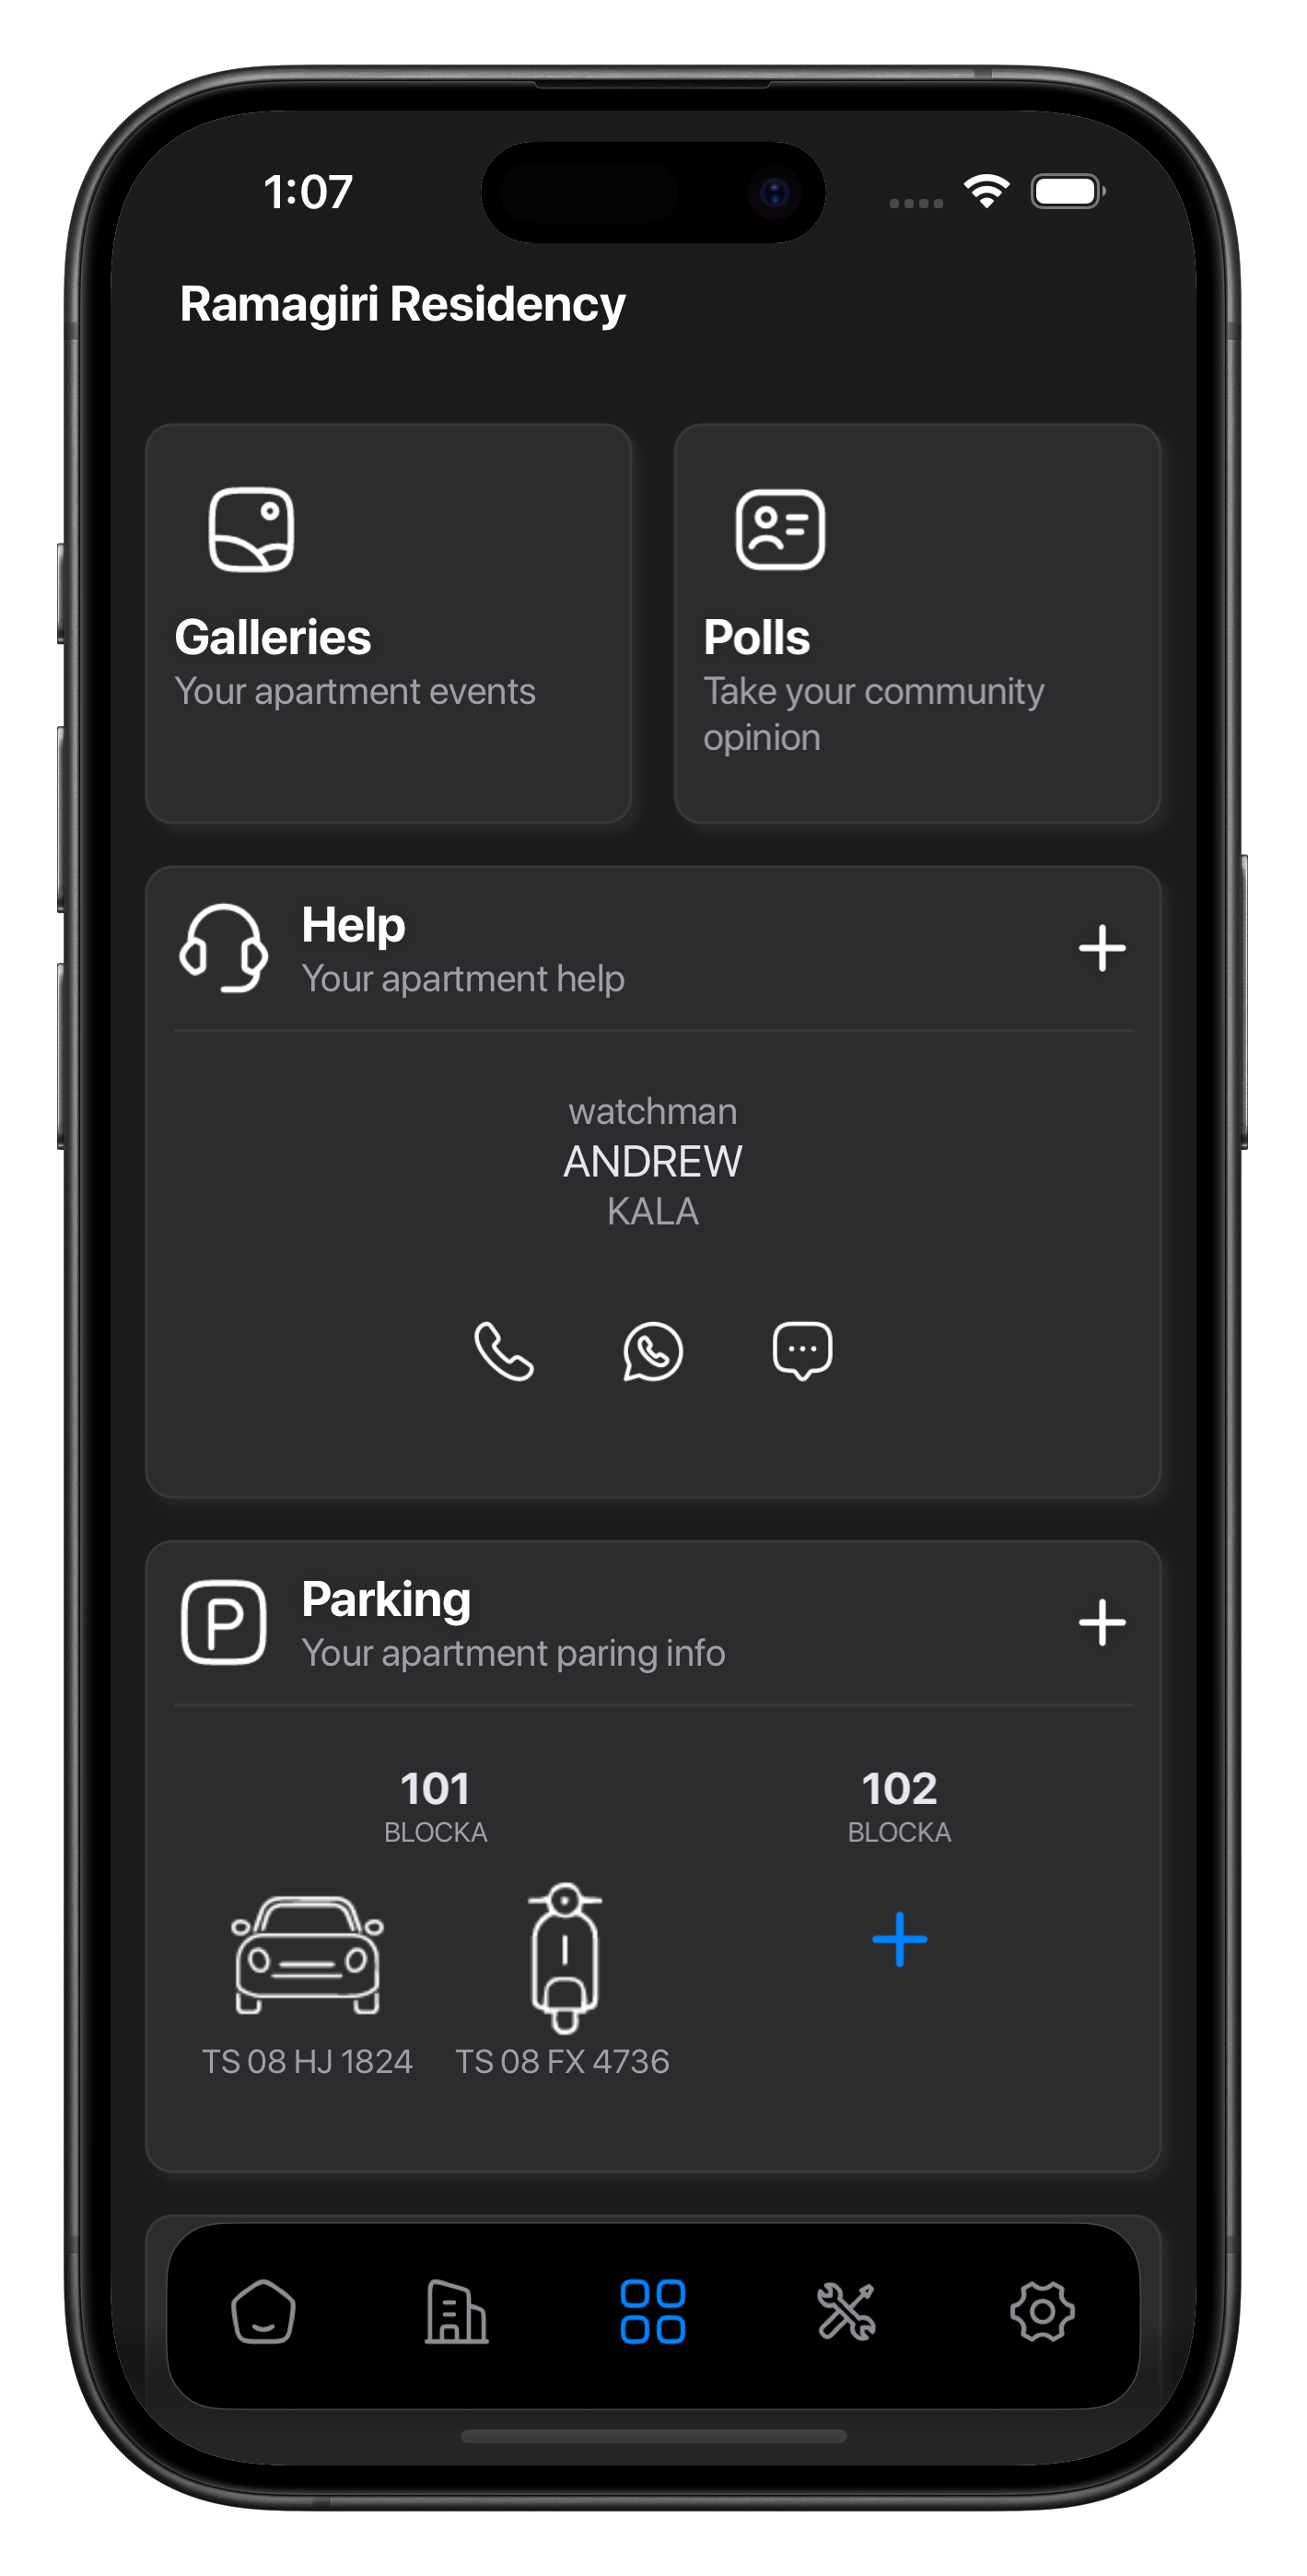 1:07
Ramagiri Residency
Galleries
Your apartment events
Polls
Take your community
opinion
Help
Your apartment help
watchman
ANDREW
KALA
P
Parking
Your apartment paring info
101
BLOCKA
102
BLOCKA
TS 08 HJ 1824
TS 08 FX 4736